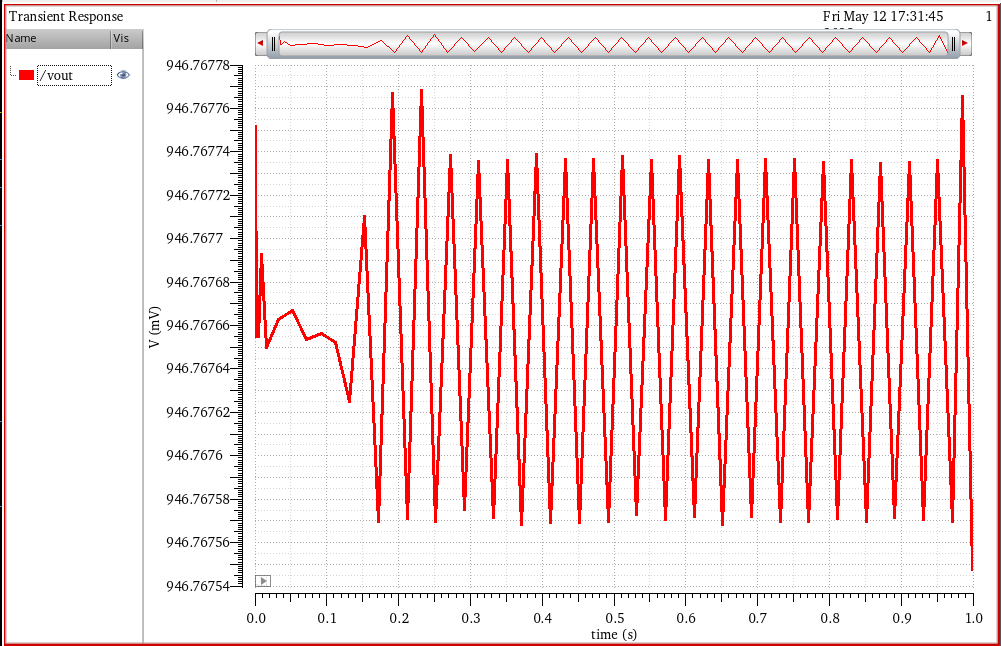 Transient Response
Fri May 12 17:31:45
1
Name
Vis
/vout
946.76778
946.76776
946.76774
946.76772
946.7677
946.76768
946.76766
946.76764
946.76762
946.7676
946.76758
946.76756
946.76754
V (mV)
0.0 0.1 0.2 0.3 0.4 0.5 0.6 0.7 0.8 0.9 1.0
time (s)